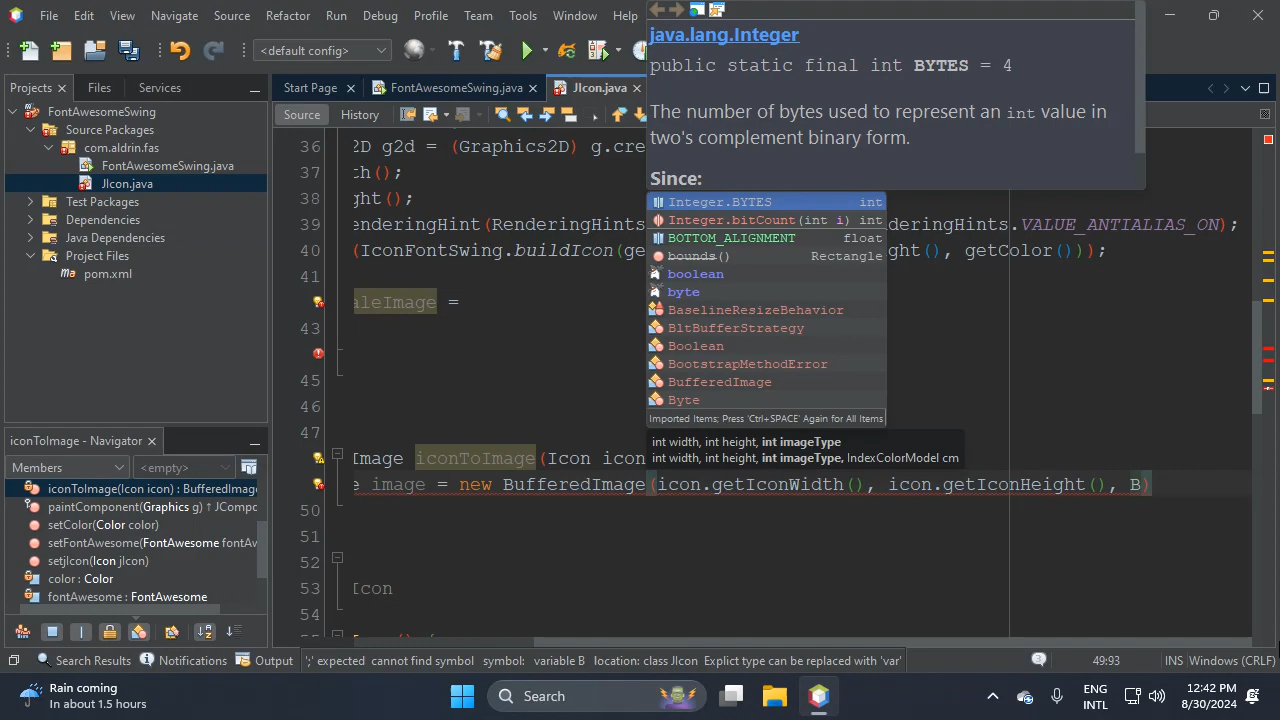 File Edit View Navigate Source Refactor Run Debug Profile Team Tools Window Help
<default config>
Projects Files Services
FontAwesomeSwing
Source Packages
com.aldrin.fas
FontAwesomeSwing.java
JIcon.java
Test Packages
Dependencies
Java Dependencies
Project Files
pom.xml
iconToImage - Navigator
Members <empty>
iconToImage(Icon icon) : BufferedImage
paintComponent(Graphics g) ↑ JCompo
setColor(Color color)
setFontAwesome(FontAwesome fontAw
setjIcon(Icon jIcon)
color : Color
fontAwesome : FontAwesome
Start Page FontAwesomeSwing.java JIcon.java
Source History
36 2D g2d = (Graphics2D) g.cre
37 th();
38 ght();
39 enderingHint(RenderingHints deringHints.VALUE_ANTIALIAS_ON);
40 (IconFontSwing.buildIcon(ge ght(), getColor()));
41
aleImage =
43
45
46
47
Image iconToImage(Icon icon
e image = new BufferedImage(icon.getIconWidth(), icon.getIconHeight(), B)
50
51
52
53 Icon
54
java.lang.Integer
public static final int BYTES = 4
The number of bytes used to represent an int value in
two's complement binary form.
Since:
Integer.BYTES int
Integer.bitCount(int i) int
BOTTOM_ALIGNMENT float
bounds() Rectangle
boolean
byte
BaselineResizeBehavior
BltBufferStrategy
Boolean
BootstrapMethodError
BufferedImage
Byte
Imported Items; Press 'Ctrl+SPACE' Again for All Items
int width, int height, int imageType
int width, int height, int imageType, IndexColorModel cm
Search Results Notifications Output ';' expected cannot find symbol symbol: variable B location: class JIcon Explict type can be replaced with 'var' 49:93 INS Windows (CRLF)
Rain coming
In about 1.5 hours
Search
ENG
INTL
12:42 PM
8/30/2024